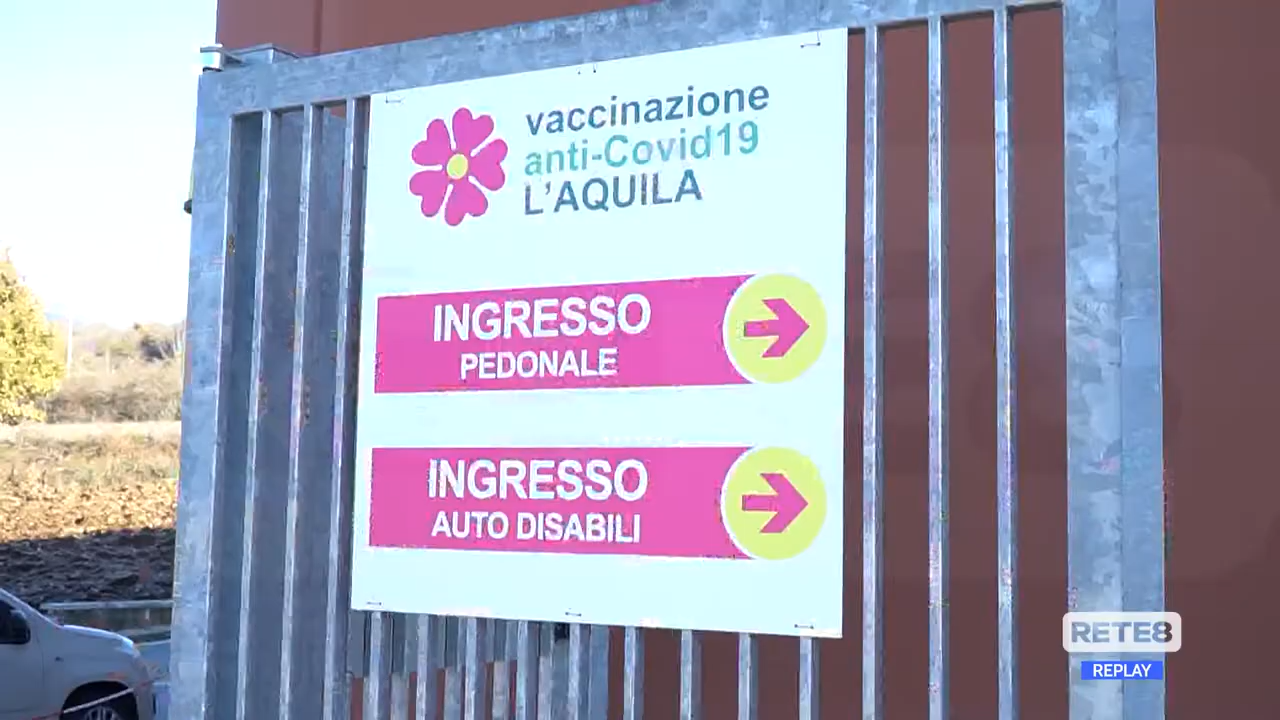 vaccinazione
anti-Covid19
L'AQUILA
INGRESSO
PEDONALE
INGRESSO
AUTO DISABILI
RETE8
REPLAY